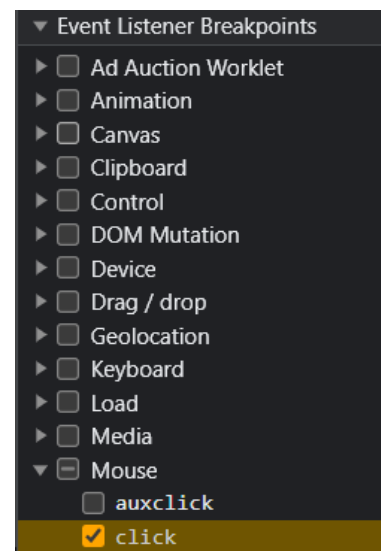 Event Listener Breakpoints
Ad Auction Worklet
Animation
Canvas
Clipboard
Control
DOM Mutation
Device
Drag / drop
Geolocation
Keyboard
Load
Media
Mouse
auxclick
click